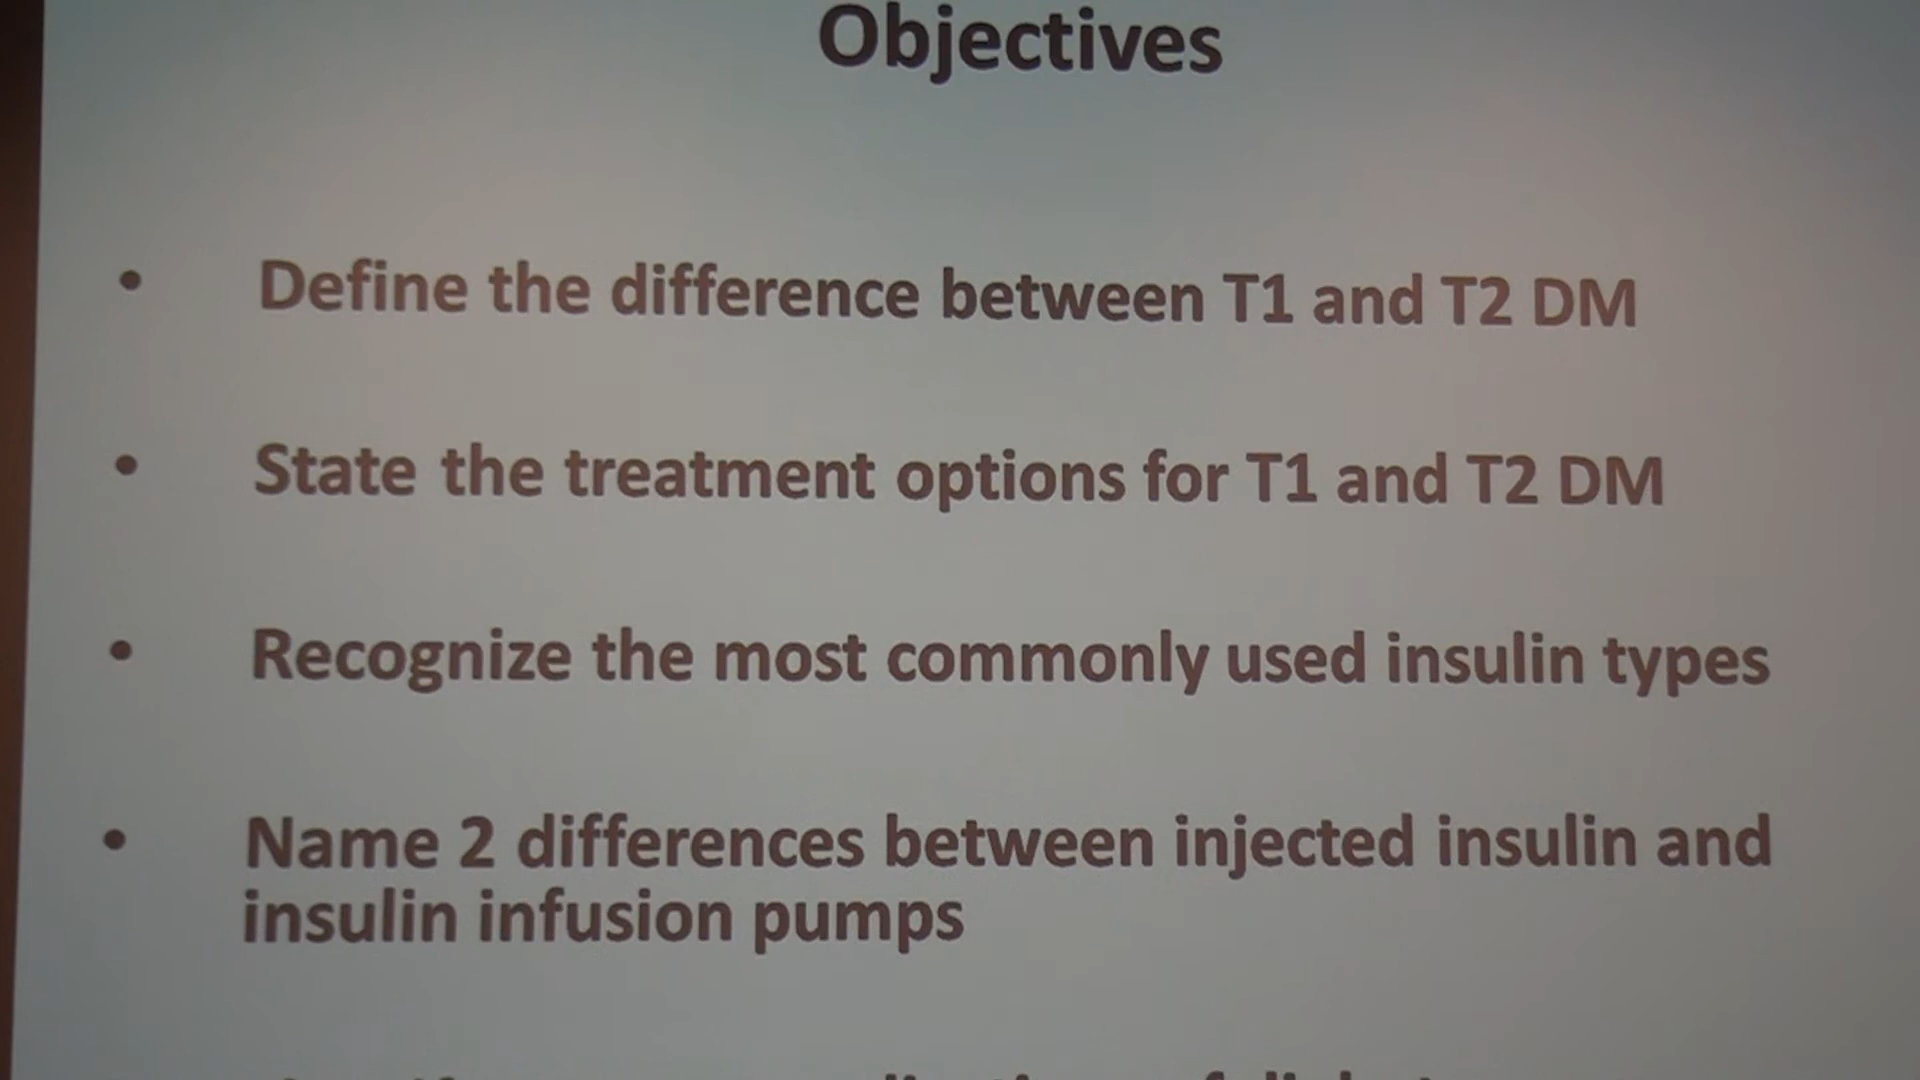 Objectives
• Define the difference between T1 and T2 DM
• State the treatment options for T1 and T2 DM
• Recognize the most commonly used insulin types
• Name 2 differences between injected insulin and
insulin infusion pumps